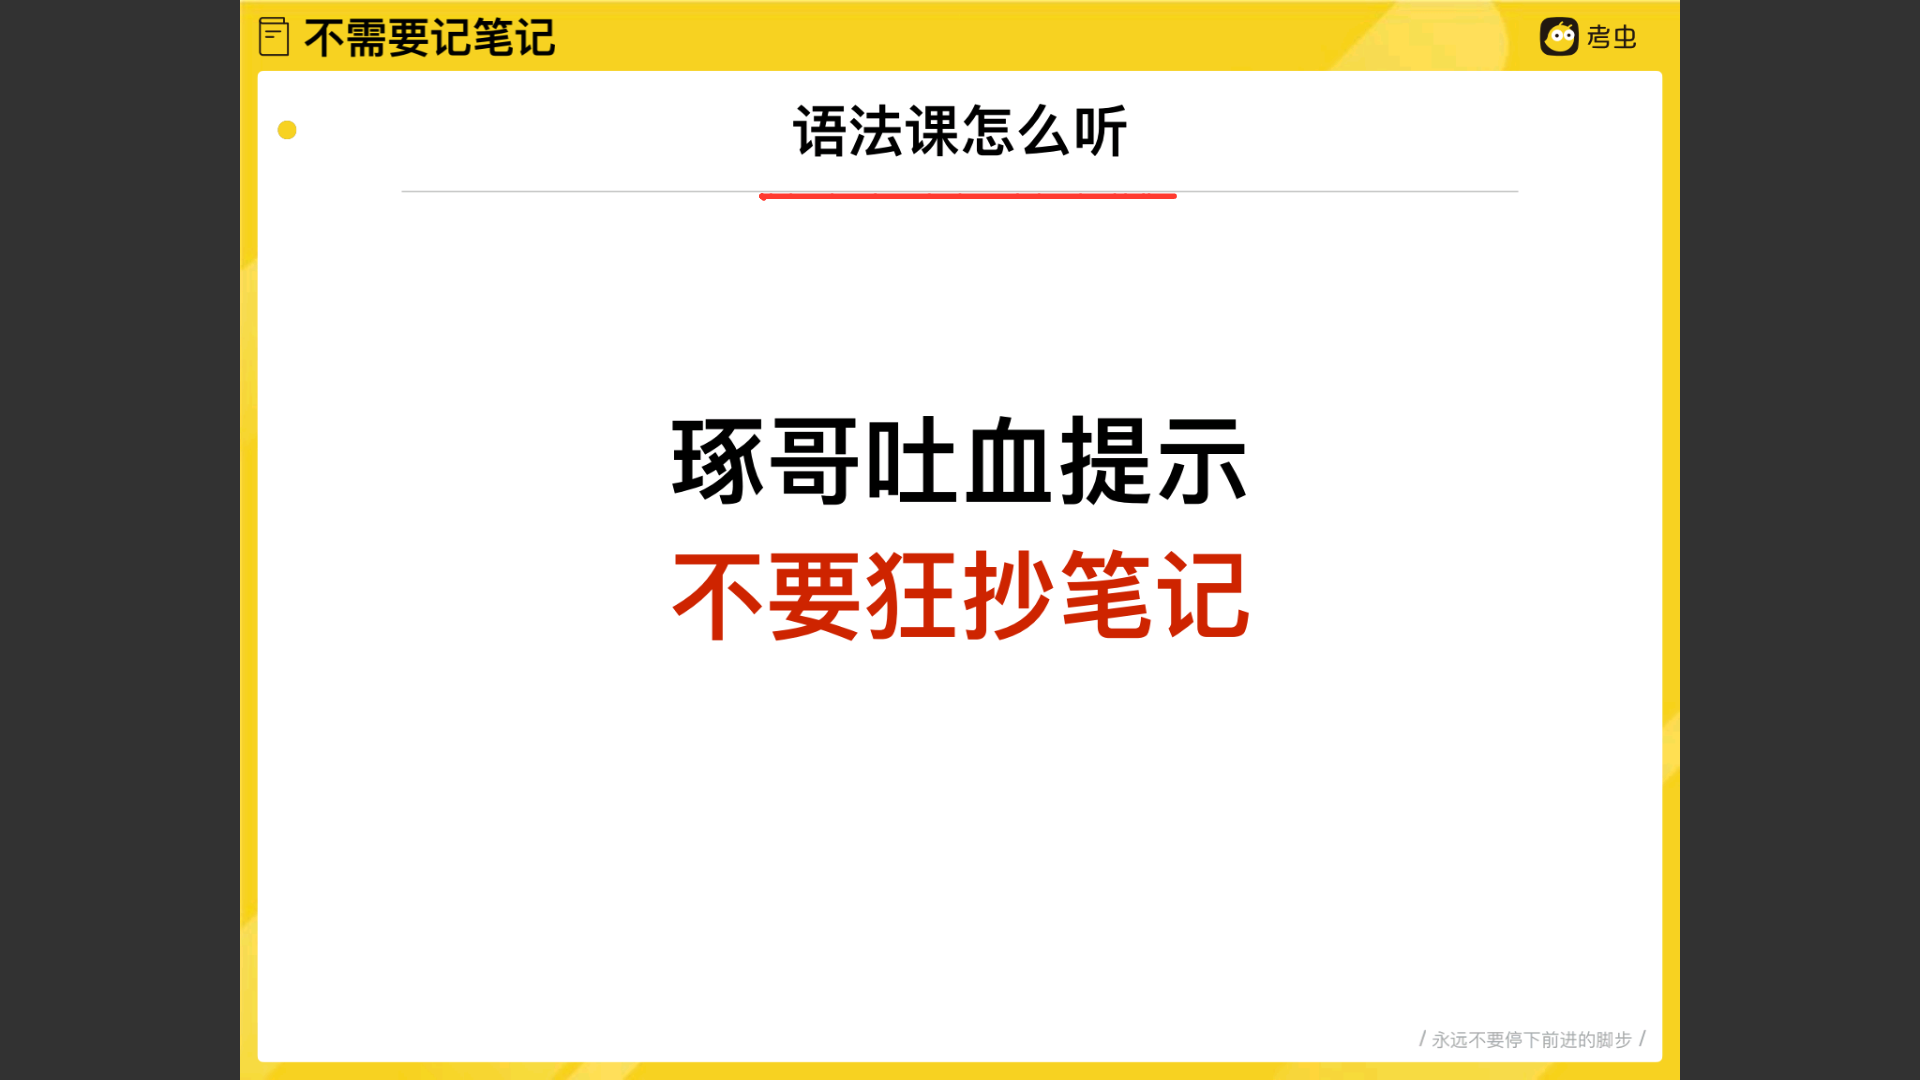 不需要记笔记
考虫
语法课怎么听
琢哥吐血提示
不要狂抄笔记
/ 永远不要停下前进的脚步 /